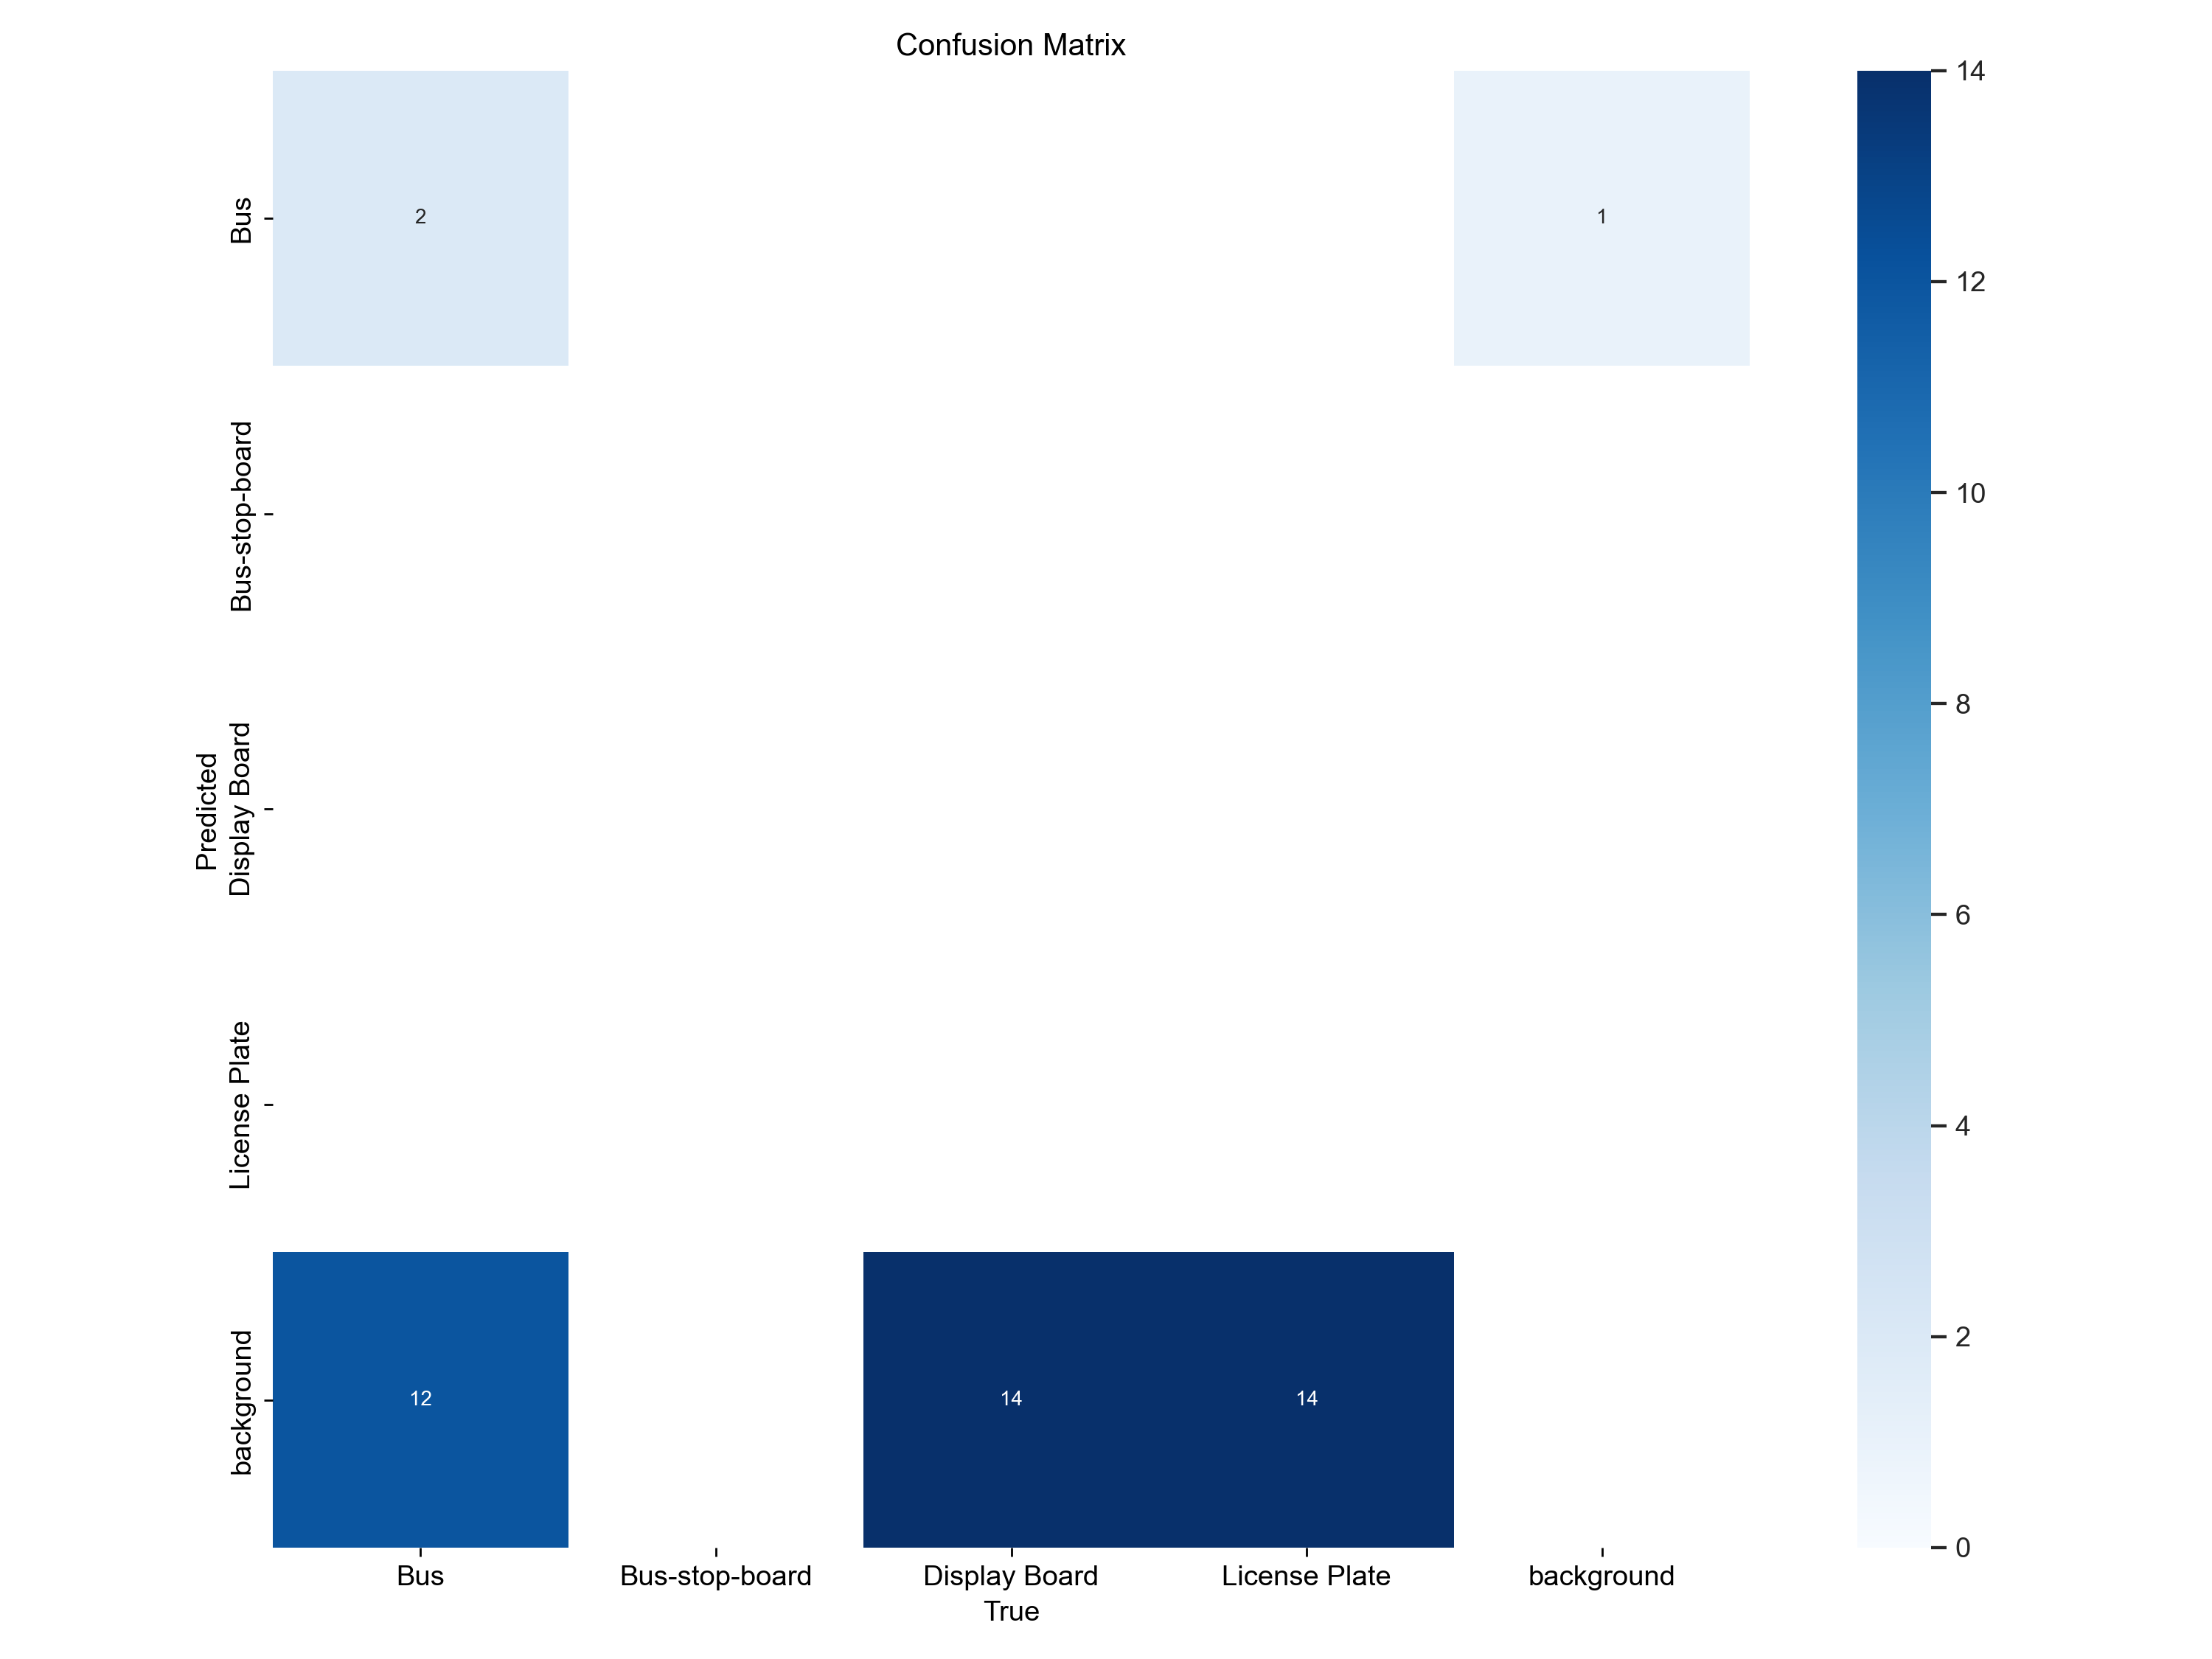 Confusion Matrix
Bus
Bus-stop-board
Predicted
Display Board
License Plate
background
2
1
12
14
14
Bus
Bus-stop-board
Display Board
License Plate
background
True
14
12
10
8
6
4
2
0